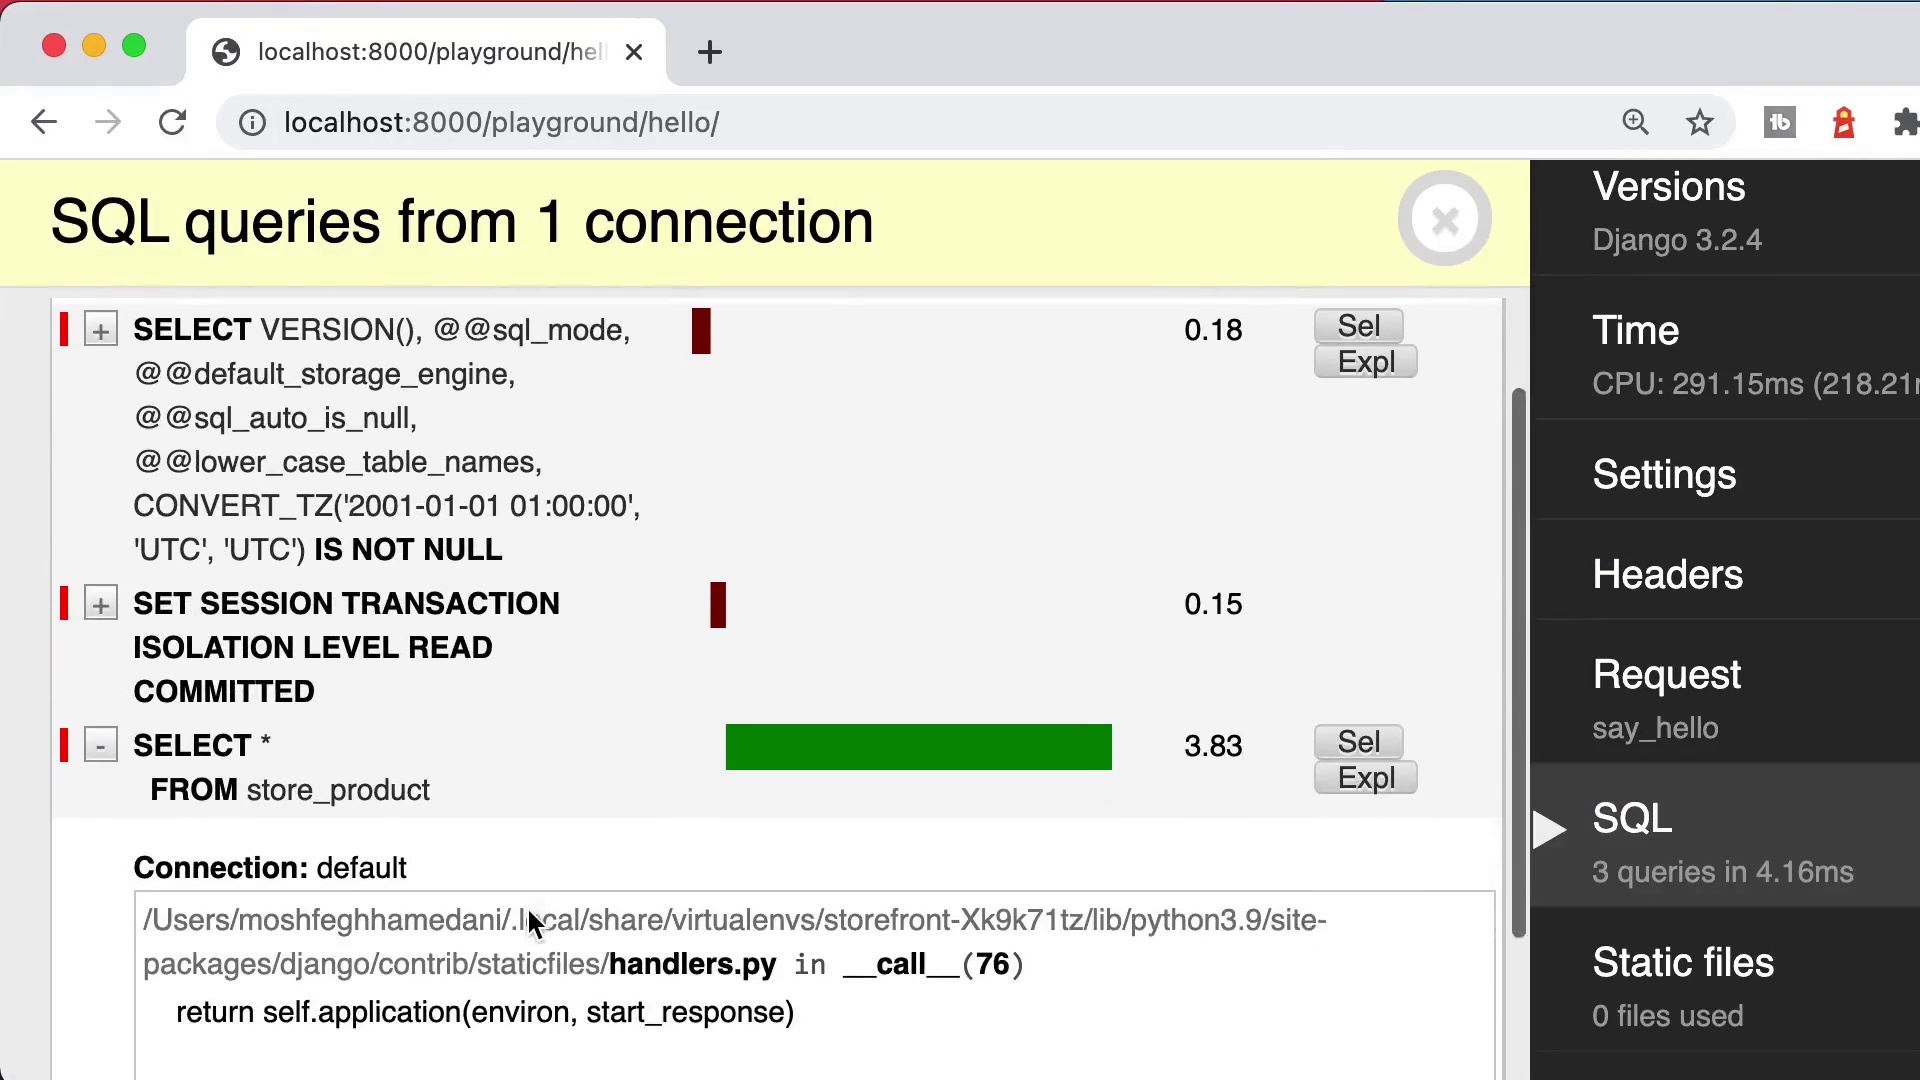 localhost:8000/playground/hel
localhost:8000/playground/hello/
SQL queries from 1 connection
+ SELECT VERSION(), @@sql_mode, 0.18 Sel
@@default_storage_engine, Expl
@@sql_auto_is_null,
@@lower_case_table_names,
CONVERT_TZ('2001-01-01 01:00:00',
'UTC', 'UTC') IS NOT NULL
+ SET SESSION TRANSACTION 0.15
ISOLATION LEVEL READ
COMMITTED
- SELECT * 3.83 Sel
FROM store_product Expl
Connection: default
/Users/moshfeghhamedani/.local/share/virtualenvs/storefront-Xk9k71tz/lib/python3.9/site-
packages/django/contrib/staticfiles/handlers.py in __call__(76)
return self.application(environ, start_response)
Versions
Django 3.2.4
Time
CPU: 291.15ms (218.21
Settings
Headers
Request
say_hello
SQL
3 queries in 4.16ms
Static files
0 files used